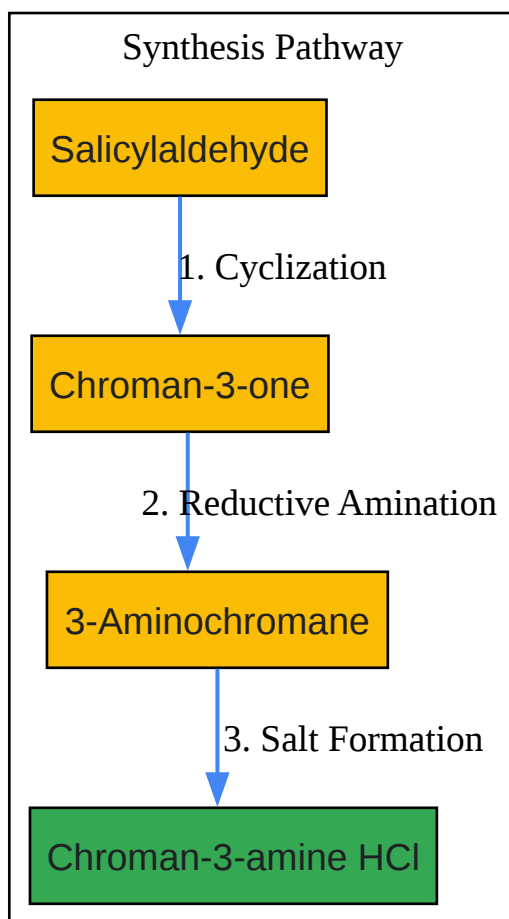 Synthesis Pathway
Salicylaldehyde
1. Cyclization
Chroman-3-one
2. Reductive Amination
3-Aminochromane
3. Salt Formation
Chroman-3-amine HCl